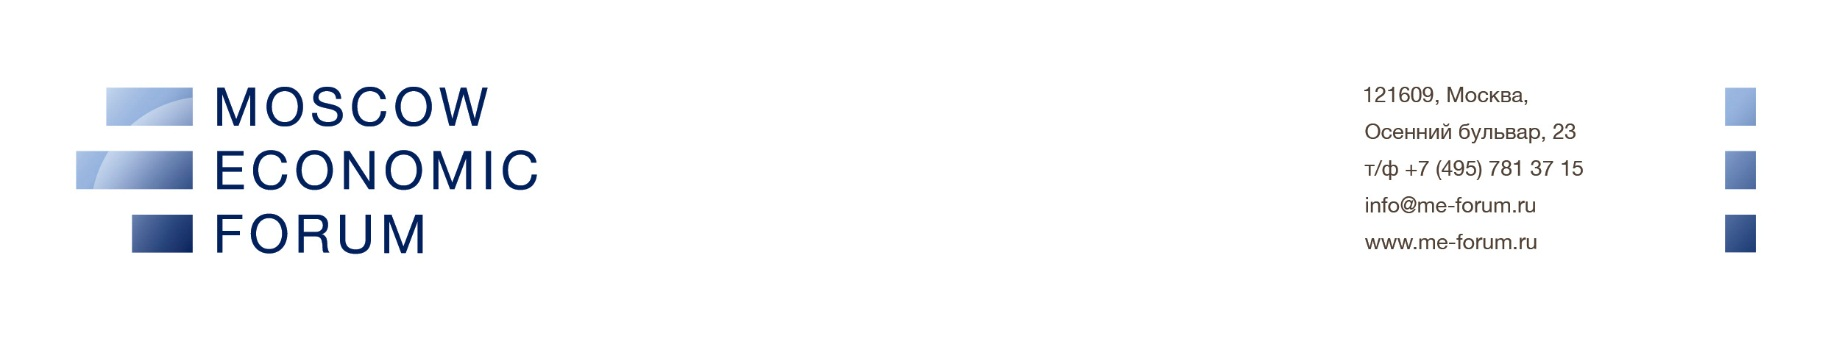 MOSCOW
ECONOMIC
FORUM
121609, Москва,
Осенний бульвар, 23
т/ф +7 (495) 781 37 15
info@me-forum.ru
www.me-forum.ru